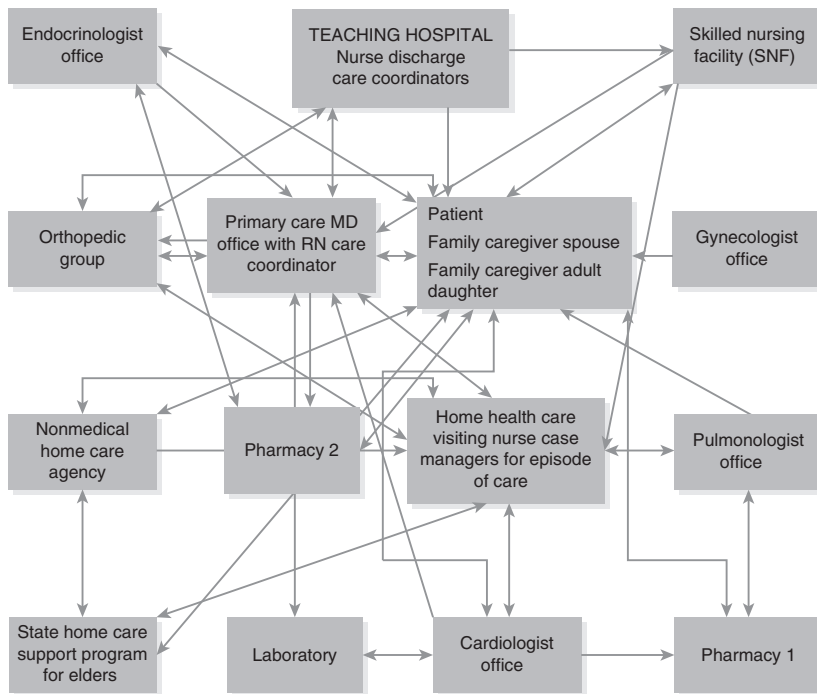 Endocrinologist
office
TEACHING HOSPITAL
Nurse discharge
care coordinators
Skilled nursing
facility (SNF)
Orthopedic
group
Primary care MD
office with RN care
coordinator
Patient
Family caregiver spouse
Family caregiver adult
daughter
Gynecologist
office
Nonmedical
home care
agency
Pharmacy 2
Home health care
visiting nurse case
managers for episode
of care
Pulmonologist
office
State home care
support program
for elders
Laboratory
Cardiologist
office
Pharmacy 1